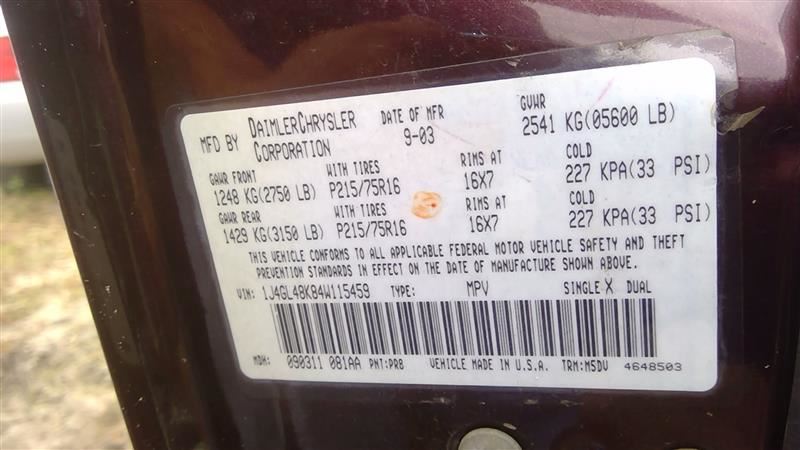 MFD BY DAIMLERCHRYSLER CORPORATION DATE OF MFR 9-03 GVWR 2541 KG(05600 LB)
GAWR FRONT WITH TIRES RIMS AT COLD
1248 KG(2750 LB) P215/75R16 16X7 227 KPA(33 PSI)
GAWR REAR WITH TIRES RIMS AT COLD
1429 KG(3150 LB) P215/75R16 16X7 227 KPA(33 PSI)
THIS VEHICLE CONFORMS TO ALL APPLICABLE FEDERAL MOTOR VEHICLE SAFETY AND THEFT
PREVENTION STANDARDS IN EFFECT ON THE DATE OF MANUFACTURE SHOWN ABOVE.
VIN: 1J4GL48K84W115459 TYPE: MPV SINGLE X DUAL
MDH: 090311 081AA PNT:PR8 VEHICLE MADE IN U.S.A. TRM:M5DV 4648503